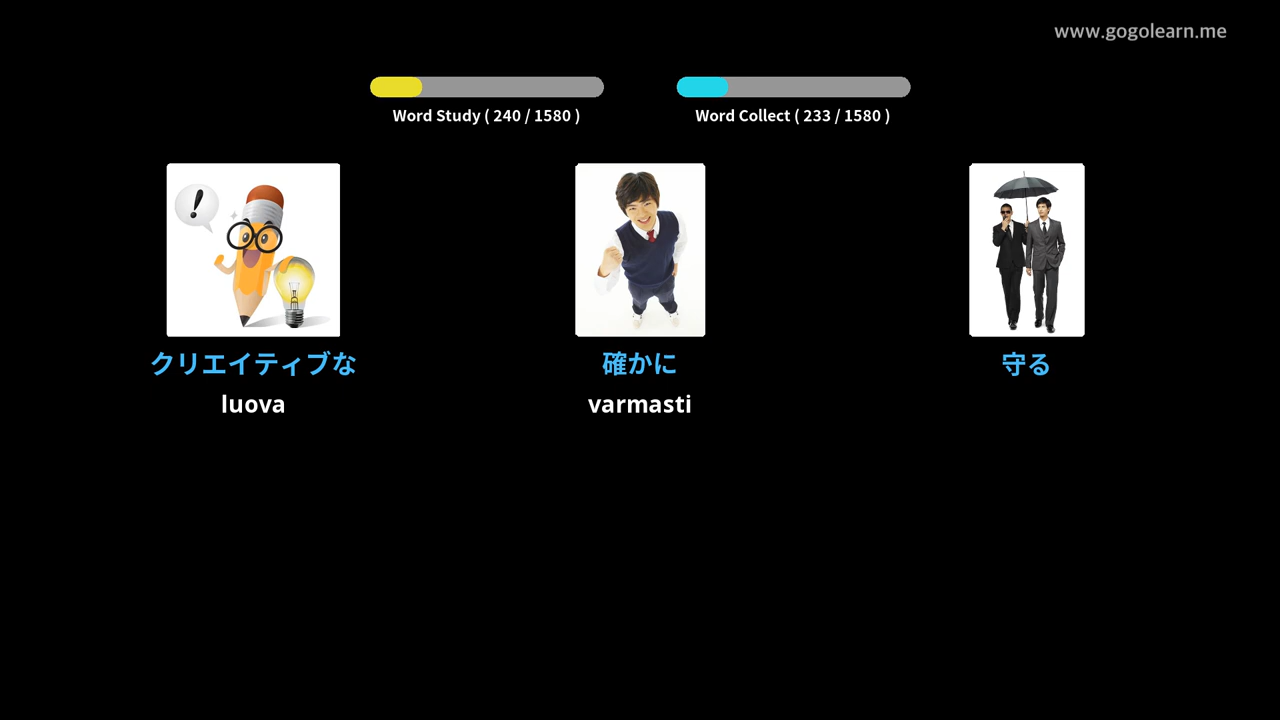 www.gogolearn.me
Word Study ( 240 / 1580 )
Word Collect ( 233 / 1580 )
!
クリエイティブな
luova
確かに
varmasti
守る